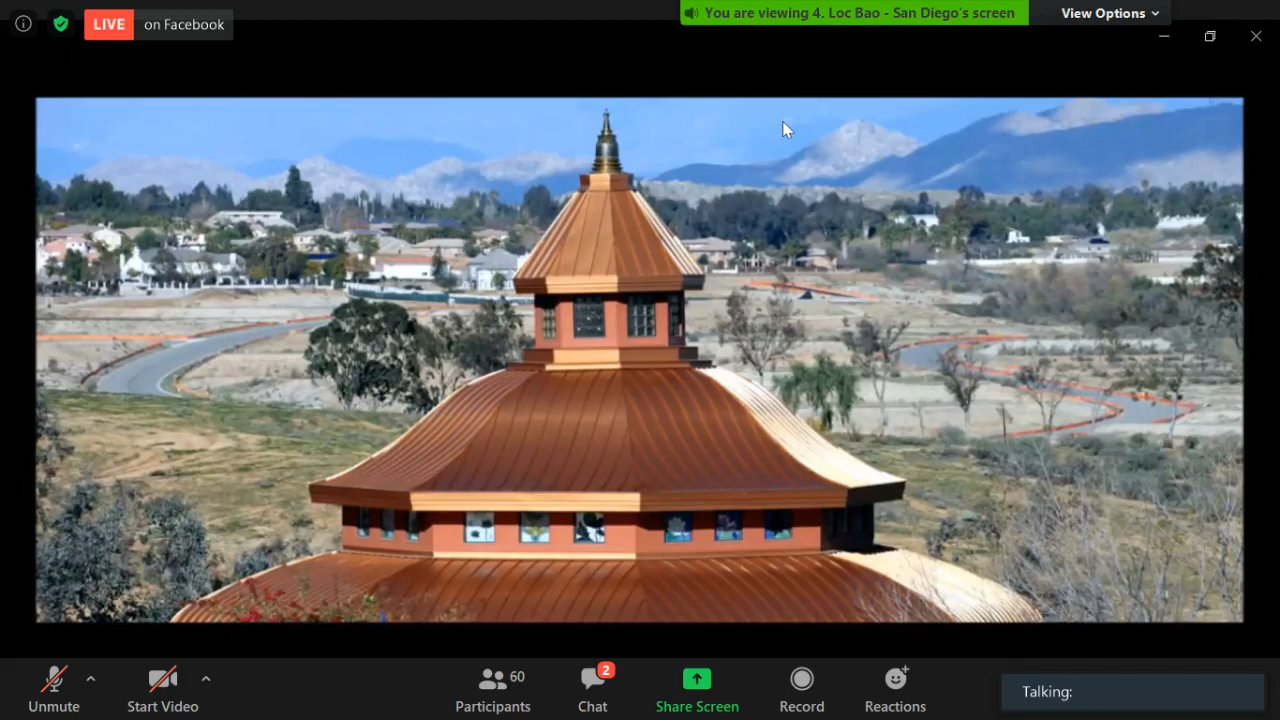 LIVE on Facebook
You are viewing 4. Loc Bao - San Diego's screen
View Options
Unmute
Start Video
60
Participants
2
Chat
Share Screen
Record
Reactions
Talking: